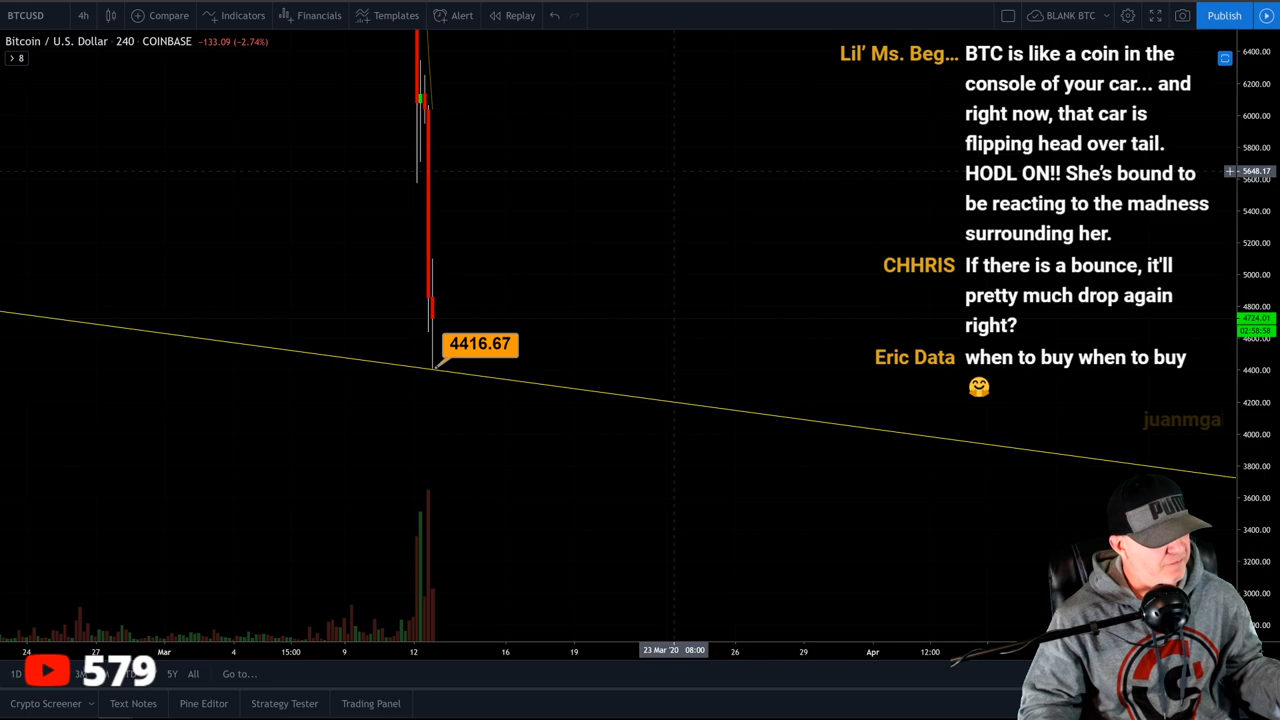 BTCUSD 4h Compare Indicators Financials Templates Alert Replay BLANK BTC Publish
Bitcoin / U.S. Dollar · 240 · COINBASE −133.09 (−2.74%)
8
Lil’ Ms. Beg… BTC is like a coin in the
console of your car... and
right now, that car is
flipping head over tail.
HODL ON!! She’s bound to
be reacting to the madness
surrounding her.
CHHRIS If there is a bounce, it'll
pretty much drop again
right?
Eric Data when to buy when to buy
🤗
juanmga
4416.67
6400.00
6200.00
6000.00
5800.00
5648.17
5600.00
5400.00
5200.00
5000.00
4800.00
4724.01
02:58:58
4600.00
4400.00
4200.00
4000.00
3800.00
3600.00
3400.00
3200.00
3000.00
24 27 Mar 4 15:00 9 12 16 19 23 Mar '20 08:00 26 29 Apr 12:00
1D 3M 5Y All Go to...
579
Crypto Screener Text Notes Pine Editor Strategy Tester Trading Panel
PUMA